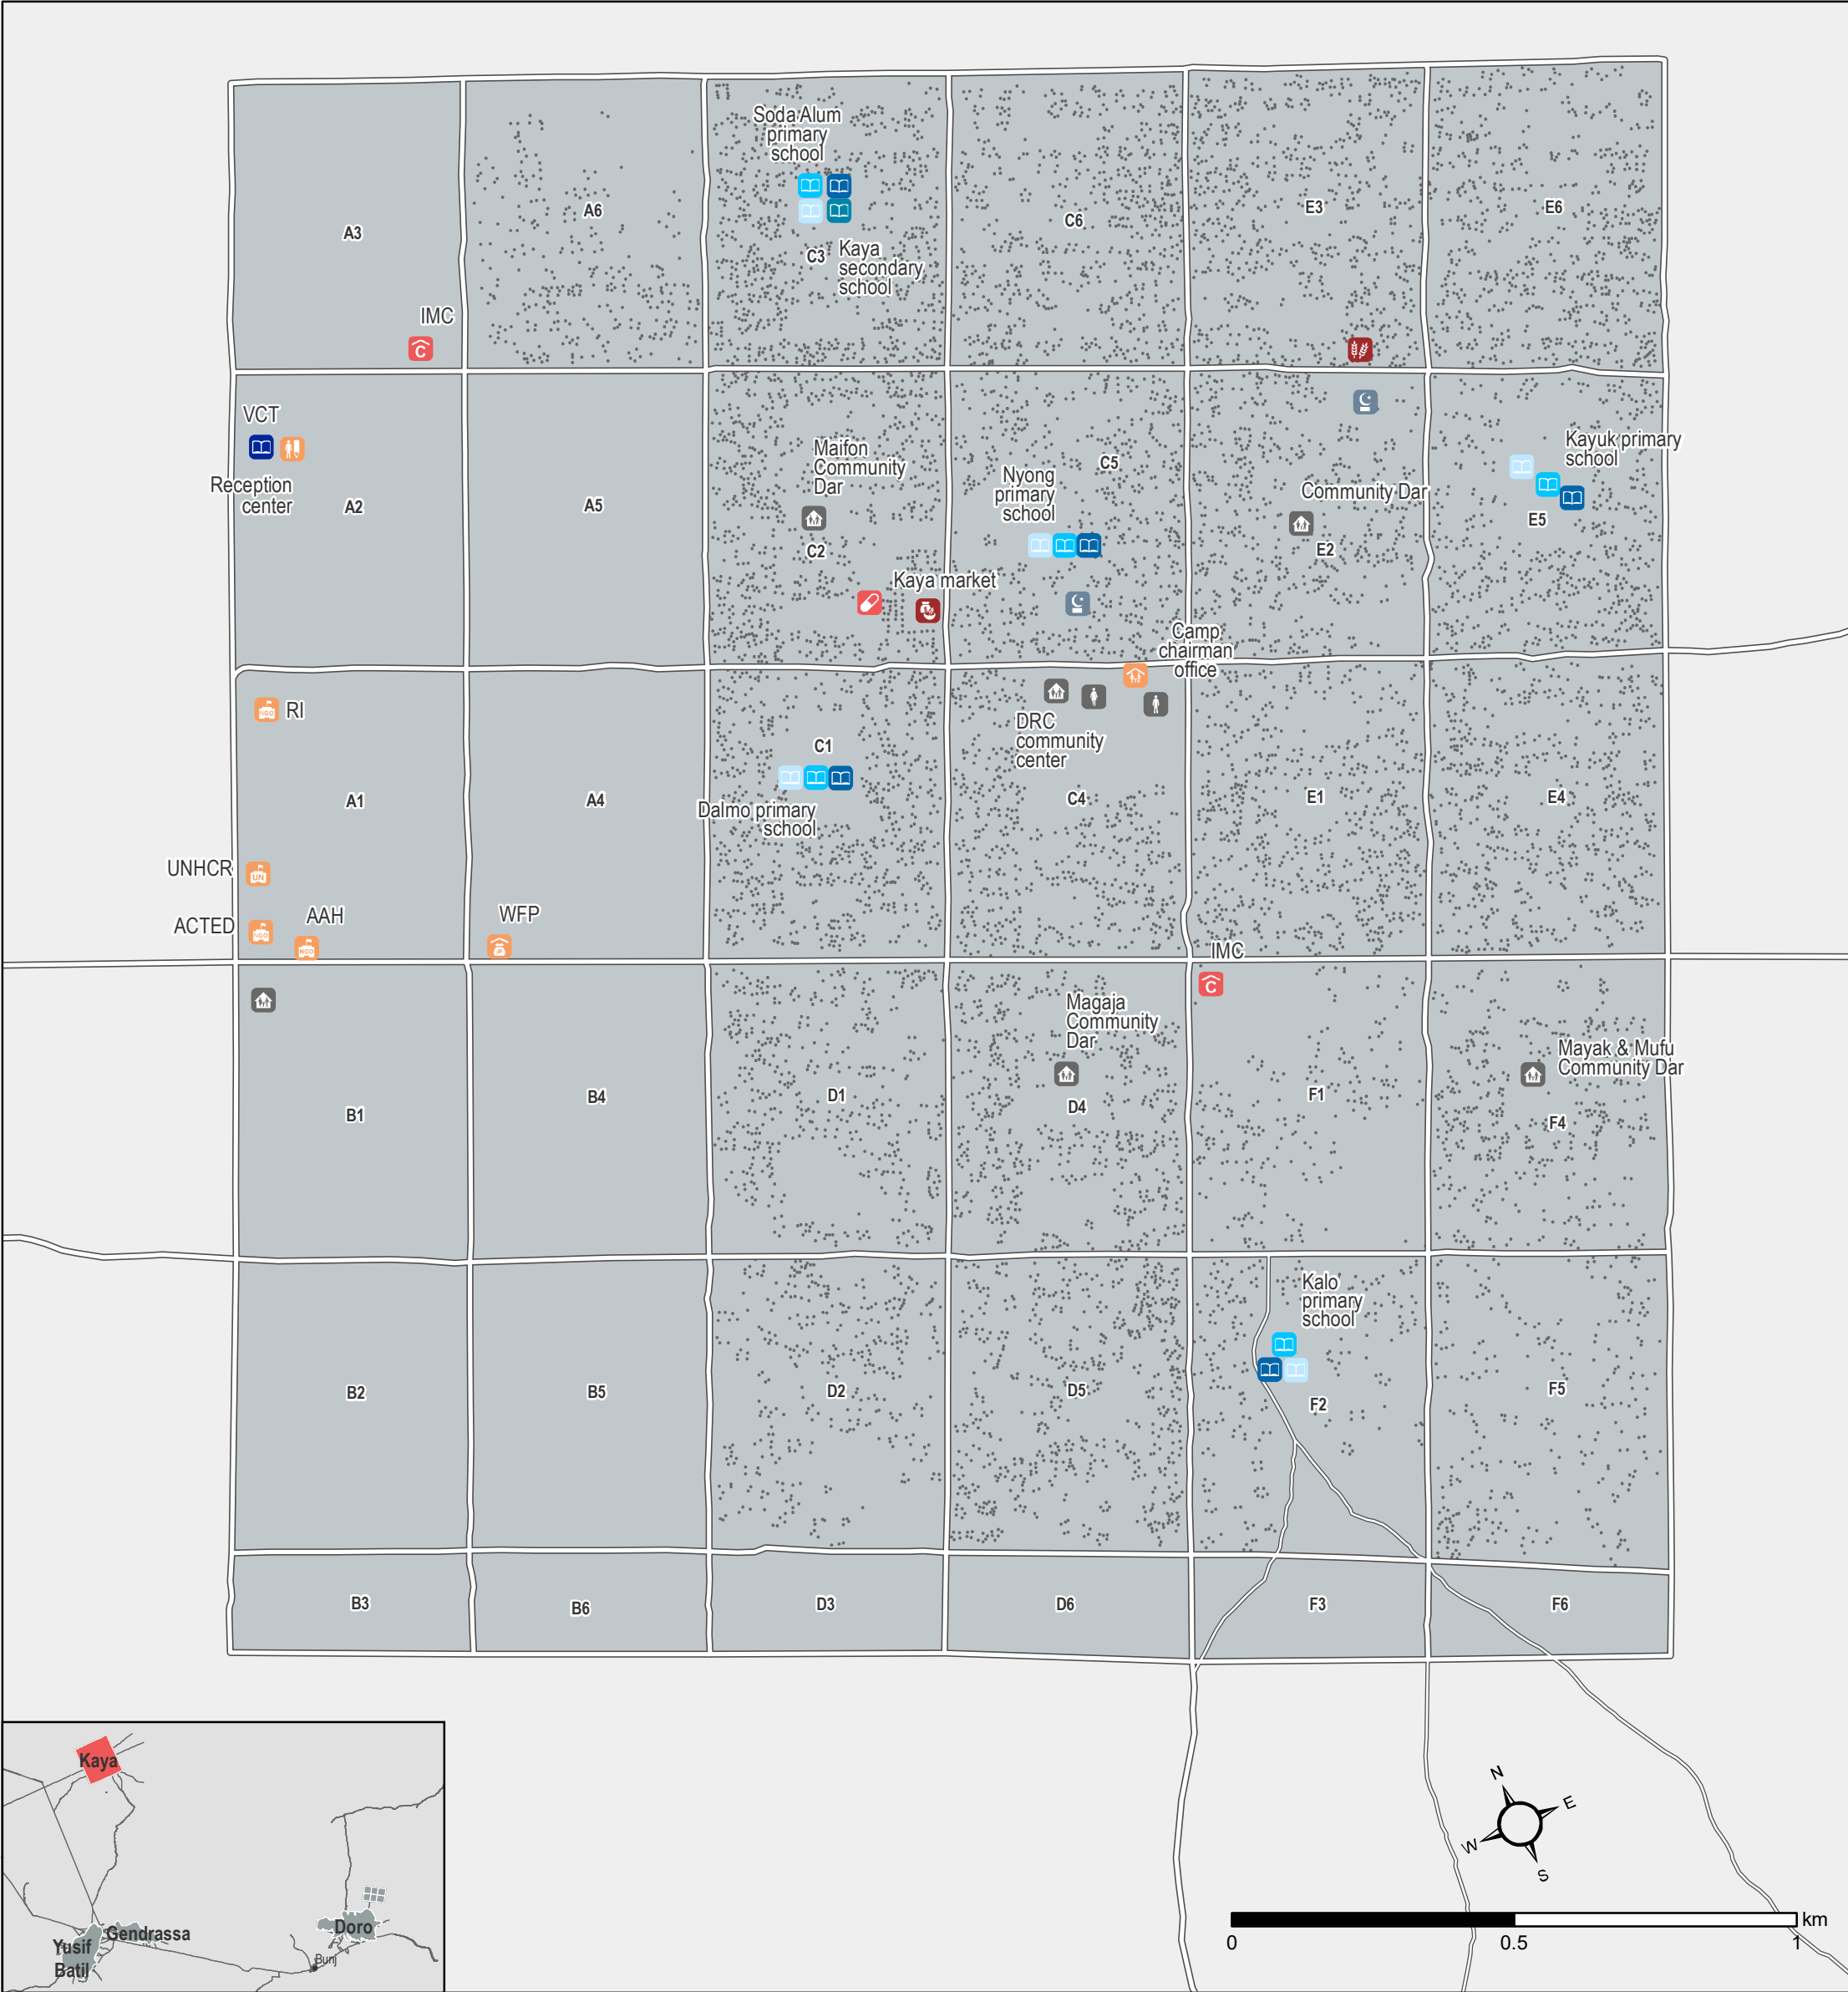 Soda Alum
primary
school
A3
A6
C3
Kaya
secondary
school
C6
E3
E6
IMC
C
VCT
Reception
center
A2
A5
Maifon
Community
Dar
C2
Kaya market
C5
Nyong
primary
school
Community Dar
E2
Kayuk primary
school
E5
Camp
chairman
office
NGO
RI
A1
A4
C1
Dalmo primary
school
DRC
community
center
C4
E1
E4
UNHCR
UN
ACTED
NGO
AAH
NGO
WFP
IMC
C
B1
B4
D1
Magaja
Community
Dar
D4
F1
Mayak & Mufu
Community Dar
F4
B2
B5
D2
D5
Kalo
primary
school
F2
F5
B3
B6
D3
D6
F3
F6
Kaya
Gendrassa
Yusif
Batil
Doro
Bunj
N
E
W
S
km
0
0.5
1